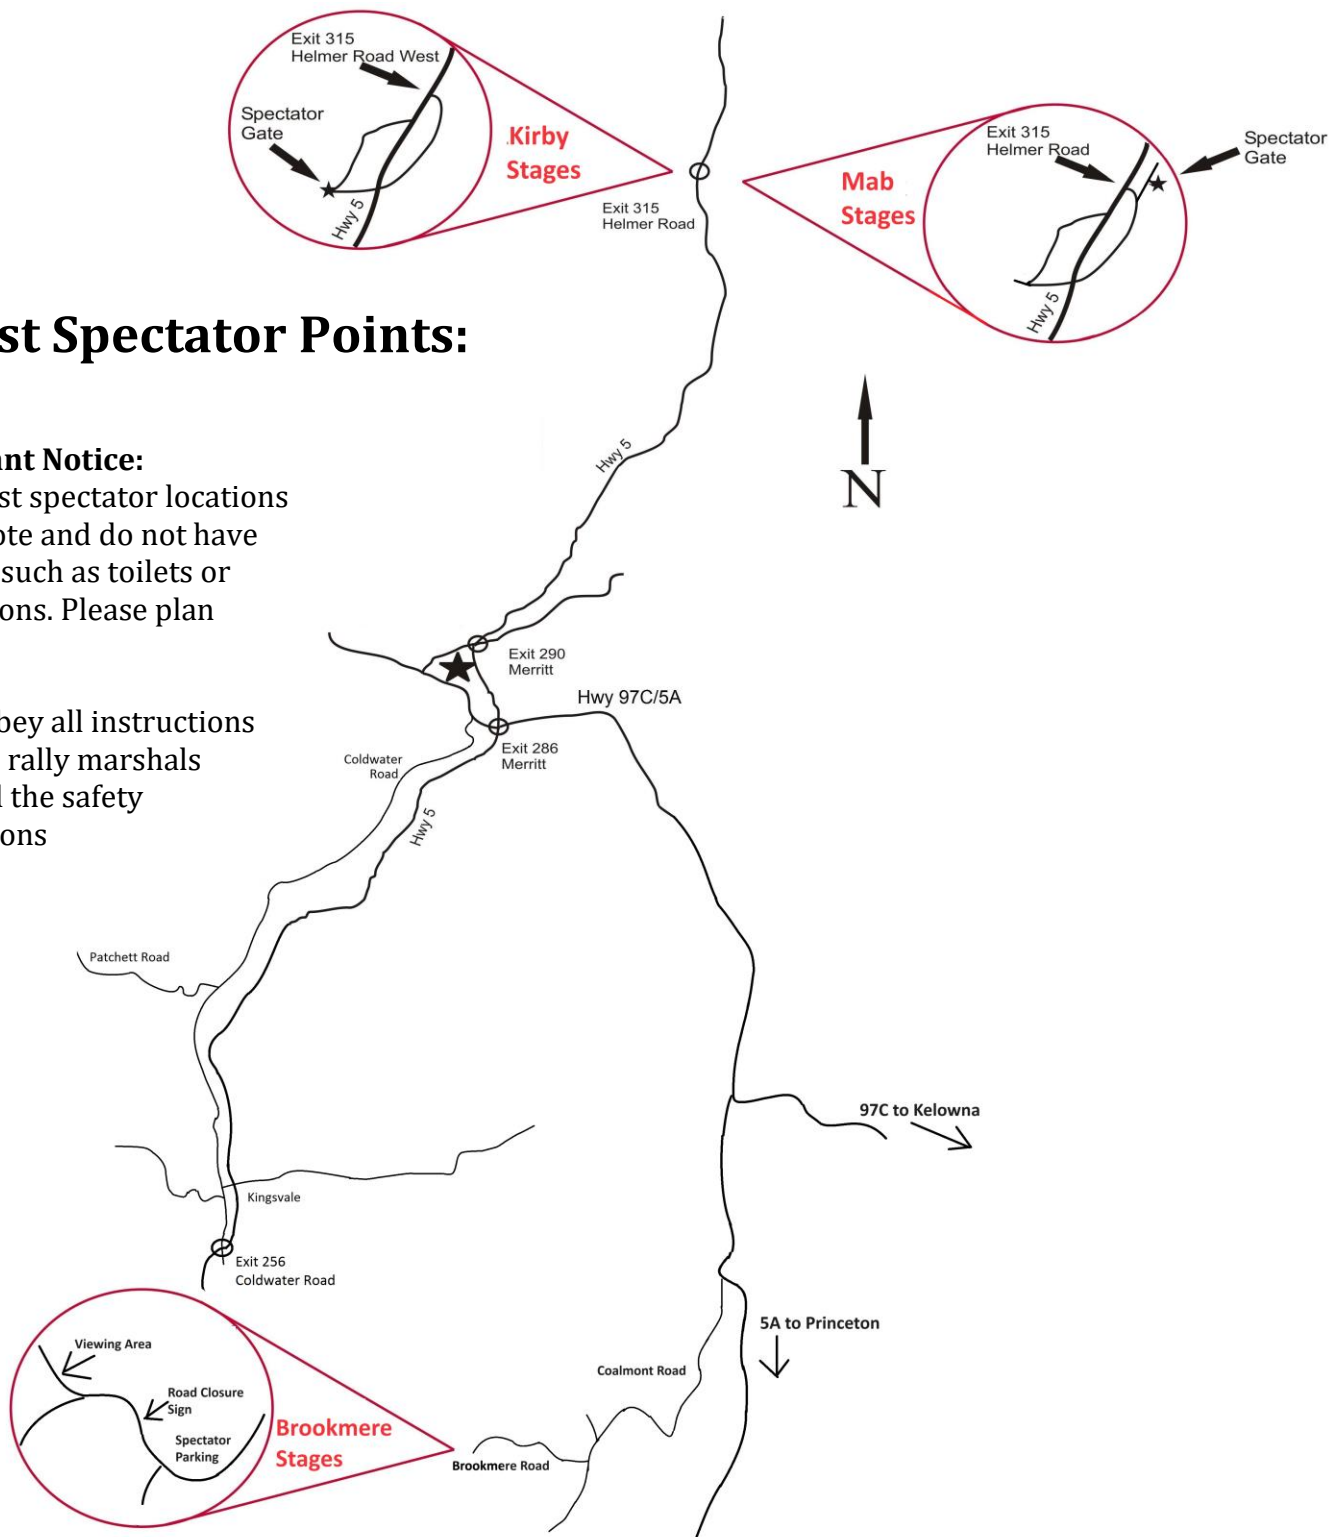 Exit 315
Helmer Road West
Spectator
Gate
Hwy 5
Kirby
Stages
Exit 315
Helmer Road
Mab
Stages
Exit 315
Helmer Road
Spectator
Gate
Hwy 5
st Spectator Points:
ant Notice:
st spectator locations
ote and do not have
such as toilets or
ons. Please plan
N
Hwy 5
Exit 290
Merritt
Hwy 97C/5A
bey all instructions
rally marshals
l the safety
ons
Exit 286
Merritt
Coldwater
Road
Hwy 5
Patchett Road
97C to Kelowna
Kingsvale
Exit 256
Coldwater Road
5A to Princeton
Viewing Area
Road Closure
Sign
Spectator
Parking
Brookmere
Stages
Coalmont Road
Brookmere Road